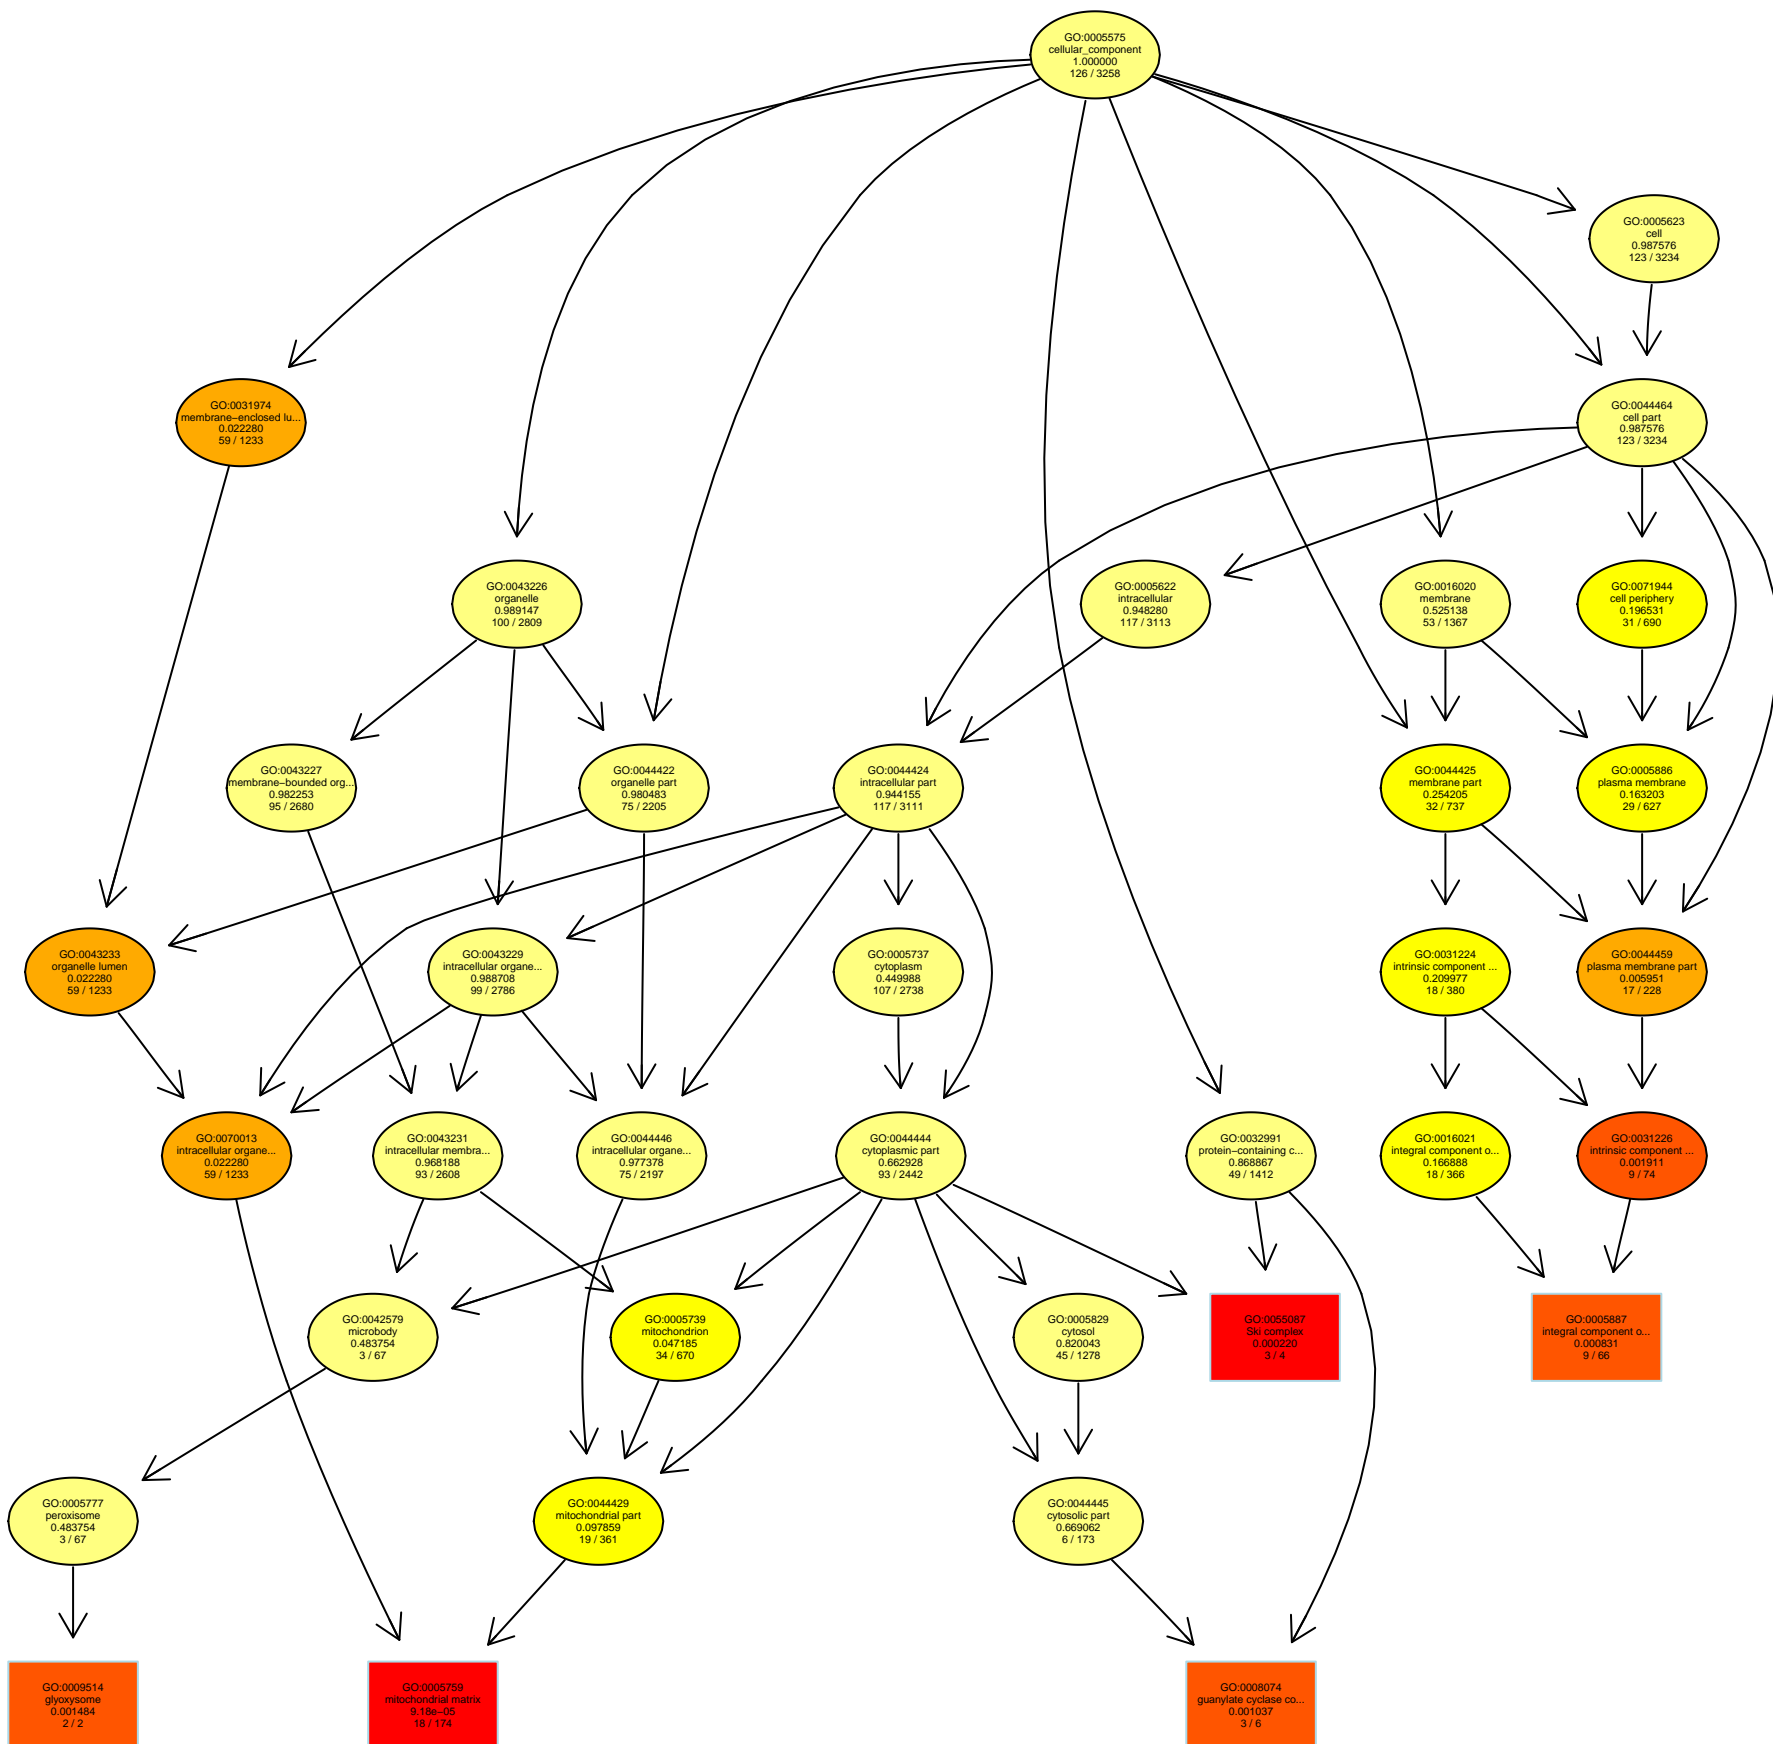 GO:0005575
cellular_component
1.000000
126 / 3258
GO:0005623
cell
0.987576
123 / 3234
GO:0031974
membrane−enclosed lu...
0.022280
59 / 1233
GO:0044464
cell part
0.987576
123 / 3234
GO:0043226
organelle
0.989147
100 / 2809
GO:0005622
intracellular
0.948280
117 / 3113
GO:0016020
membrane
0.525138
53 / 1367
GO:0071944
cell periphery
0.196531
31 / 690
GO:0043227
membrane−bounded org...
0.982253
95 / 2680
GO:0044422
organelle part
0.980483
75 / 2205
GO:0044424
intracellular part
0.944155
117 / 3111
GO:0044425
membrane part
0.254205
32 / 737
GO:0005886
plasma membrane
0.163203
29 / 627
GO:0043233
organelle lumen
0.022280
59 / 1233
GO:0043229
intracellular organe...
0.988708
99 / 2786
GO:0005737
cytoplasm
0.449988
107 / 2738
GO:0031224
intrinsic component ...
0.209977
18 / 380
GO:0044459
plasma membrane part
0.005951
17 / 228
GO:0070013
intracellular organe...
0.022280
59 / 1233
GO:0043231
intracellular membra...
0.968188
93 / 2608
GO:0044446
intracellular organe...
0.977378
75 / 2197
GO:0044444
cytoplasmic part
0.662928
93 / 2442
GO:0032991
protein−containing c...
0.868867
49 / 1412
GO:0016021
integral component o...
0.166888
18 / 366
GO:0031226
intrinsic component ...
0.001911
9 / 74
GO:0042579
microbody
0.483754
3 / 67
GO:0005739
mitochondrion
0.047185
34 / 670
GO:0005829
cytosol
0.820043
45 / 1278
GO:0055087
Ski complex
0.000220
3 / 4
GO:0005887
integral component o...
0.000831
9 / 66
GO:0005777
peroxisome
0.483754
3 / 67
GO:0044429
mitochondrial part
0.097859
19 / 361
GO:0044445
cytosolic part
0.669062
6 / 173
GO:0009514
glyoxysome
0.001484
2 / 2
GO:0005759
mitochondrial matrix
9.18e−05
18 / 174
GO:0008074
guanylate cyclase co...
0.001037
3 / 6